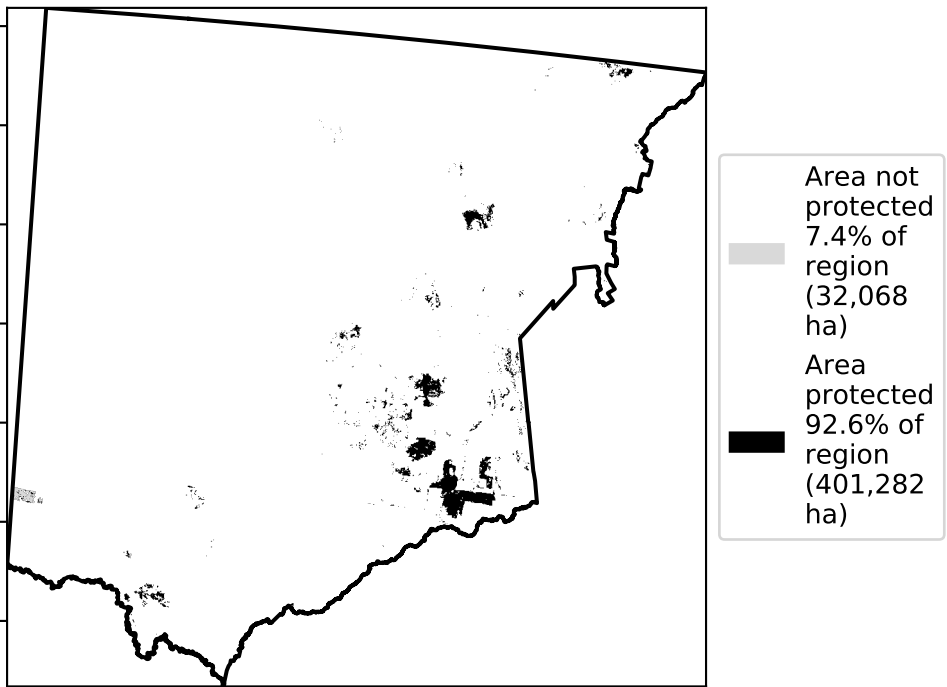 Area not
protected
7.4% of
region
(32,068
ha)
Area
protected
92.6% of
region
(401,282
ha)